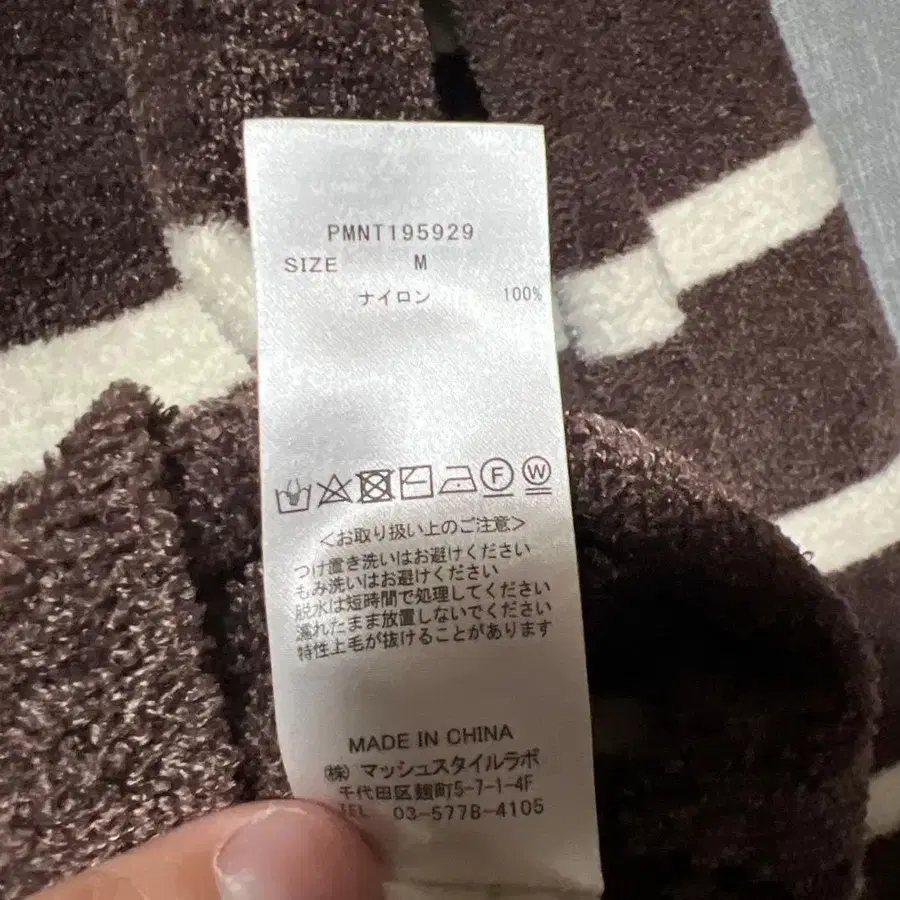 PMNT195929
SIZE M
ナイロン 100%
F W
<お取り扱い上のご注意>
つけ置き洗いはお避けください
もみ洗いはお避けください
脱水は短時間で処理してください
濡れたまま放置しないでください
特性上毛が抜けることがあります
MADE IN CHINA
㈱ マッシュスタイルラボ
千代田区麹町5-7-1-4F
TEL 03-5778-4105